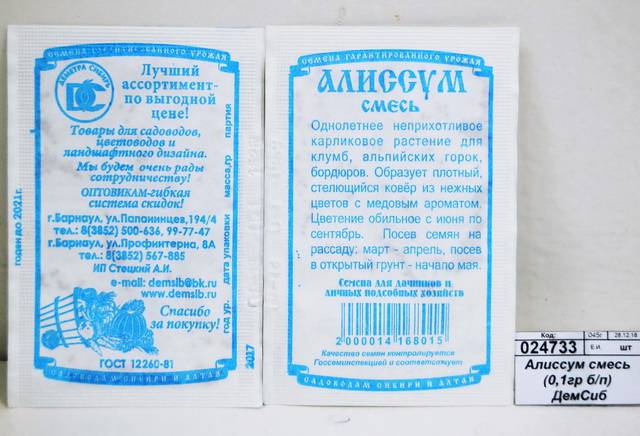 СЕМЕНА ГАРАНТИРОВАННОГО УРОЖАЯ
ДЕМЕТРА СИБИРЬ
DC
Лучший
ассортимент-
по выгодной
цене!
Товары для садоводов,
цветоводов и
ландшафтного дизайна.
Мы будем очень рады
сотрудничеству!
ОПТОВИКАМ-гибкая
система скидок!
г.Барнаул, ул.Папанинцев,194/4
тел.: 8(3852) 500-636, 99-77-47
г.Барнаул, ул.Профинтерна, 8А
тел.: 8(3852) 567-885
ИП Стецкий А.И.
e-mail: demsib@bk.ru
www.demsib.ru
Спасибо
за покупку!
ГОСТ 12260-81
САДОВОДАМ СИБИРИ И АЛТАЯ
годен до 2021г.
год ур. дата упаковки масса,гр партия
2017
СЕМЕНА ГАРАНТИРОВАННОГО УРОЖАЯ
АЛИССУМ
СМЕСЬ
Однолетнее неприхотливое
карликовое растение для
клумб, альпийских горок,
бордюров. Образует плотный,
стелющийся ковёр из нежных
цветов с медовым ароматом.
Цветение обильное с июня по
сентябрь. Посев семян на
рассаду: март - апрель, посев
в открытый грунт - начало мая.
Семена для дачников и
личных подсобных хозяйств
2000014168015
Качество семян контролируется
Госсеминспекцией и соответствует
САДОВОДАМ СИБИРИ И АЛТАЯ
Код: 045г 28.12.18
024733 Е.И. шт
Алиссум смесь
(0,1гр б/п)
ДемСиб